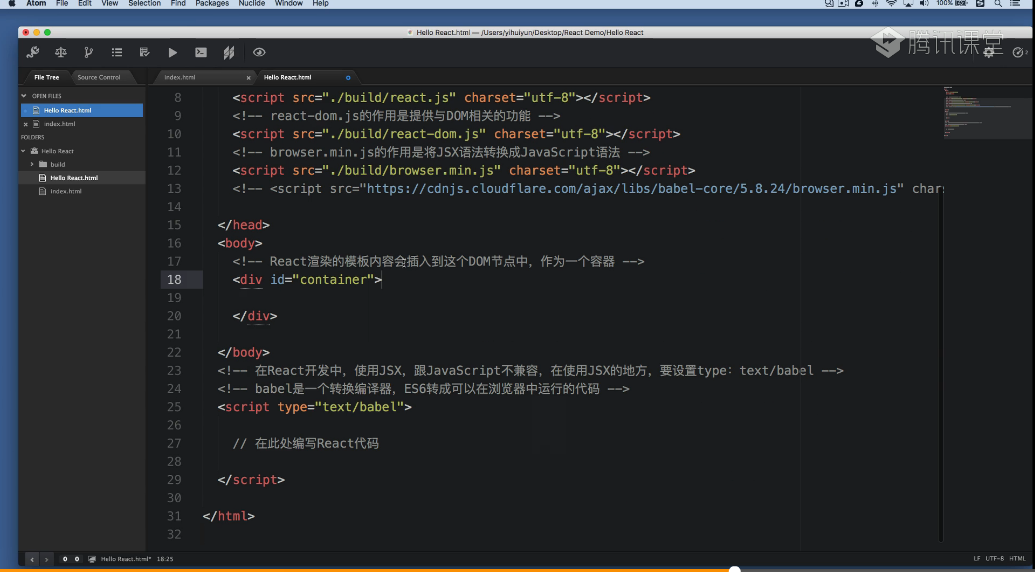 Atom File Edit View Selection Find Packages Nuclide Window Help 100%
Hello React.html — /Users/yihuiyun/Desktop/React Demo/Hello React
腾讯课堂
File Tree Source Control index.html Hello React.html
OPEN FILES
Hello React.html
index.html
FOLDERS
Hello React
build
Hello React.html
index.html
8 <script src="./build/react.js" charset="utf-8"></script>
9 <!-- react-dom.js的作用是提供与DOM相关的功能 -->
10 <script src="./build/react-dom.js" charset="utf-8"></script>
11 <!-- browser.min.js的作用是将JSX语法转换成JavaScript语法 -->
12 <script src="./build/browser.min.js" charset="utf-8"></script>
13 <!-- <script src="https://cdnjs.cloudflare.com/ajax/libs/babel-core/5.8.24/browser.min.js" char
14
15 </head>
16 <body>
17 <!-- React渲染的模板内容会插入到这个DOM节点中，作为一个容器 -->
18 <div id="container">
19
20 </div>
21
22 </body>
23 <!-- 在React开发中，使用JSX，跟JavaScript不兼容，在使用JSX的地方，要设置type：text/babel -->
24 <!-- babel是一个转换编译器，ES6转成可以在浏览器中运行的代码 -->
25 <script type="text/babel">
26
27 // 在此处编写React代码
28
29 </script>
30
31 </html>
32
0 0 Hello React.html* 18:25 LF UTF-8 HTML